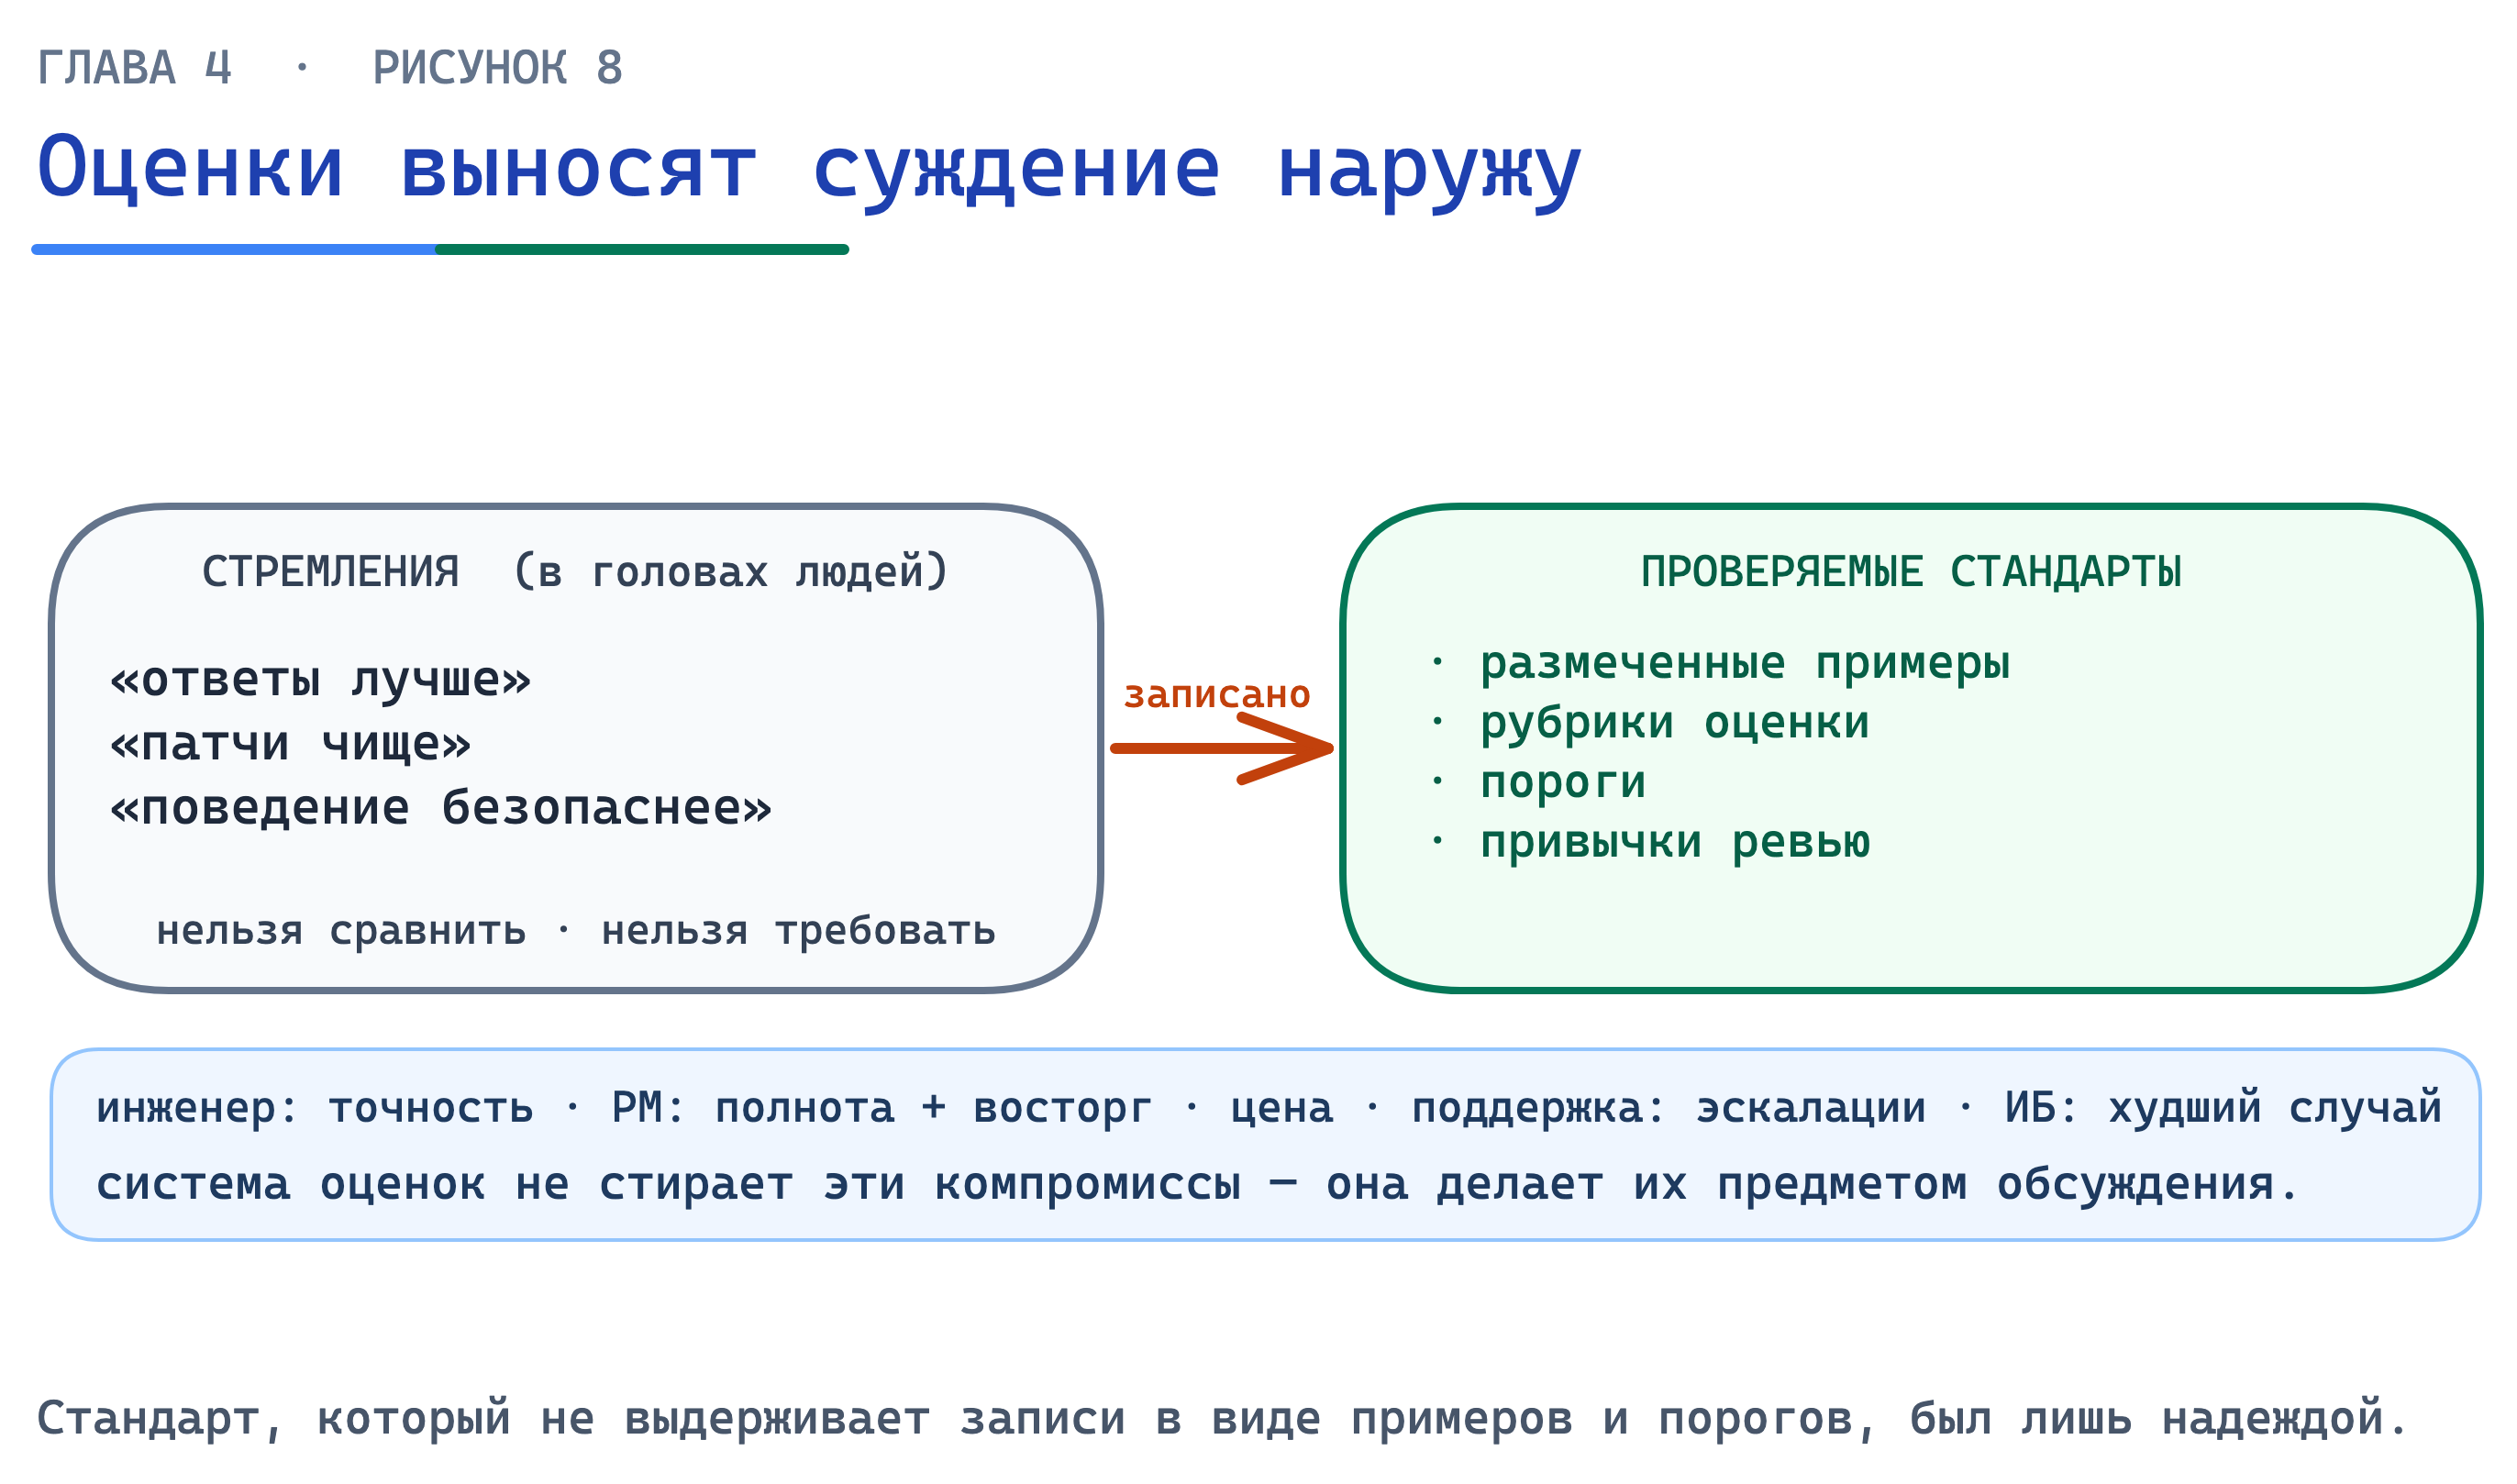 ГЛАВА 4 · РИСУНОК 8
Оценки выносят суждение наружу
СТРЕМЛЕНИЯ (в головах людей)
«ответы лучше»
«патчи чище»
«поведение безопаснее»
нельзя сравнить · нельзя требовать
записано
ПРОВЕРЯЕМЫЕ СТАНДАРТЫ
· размеченные примеры
· рубрики оценки
· пороги
· привычки ревью
инженер: точность · PM: полнота + восторг · цена · поддержка: эскалации · ИБ: худший случай
система оценок не стирает эти компромиссы — она делает их предметом обсуждения.
Стандарт, который не выдерживает записи в виде примеров и порогов, был лишь надеждой.